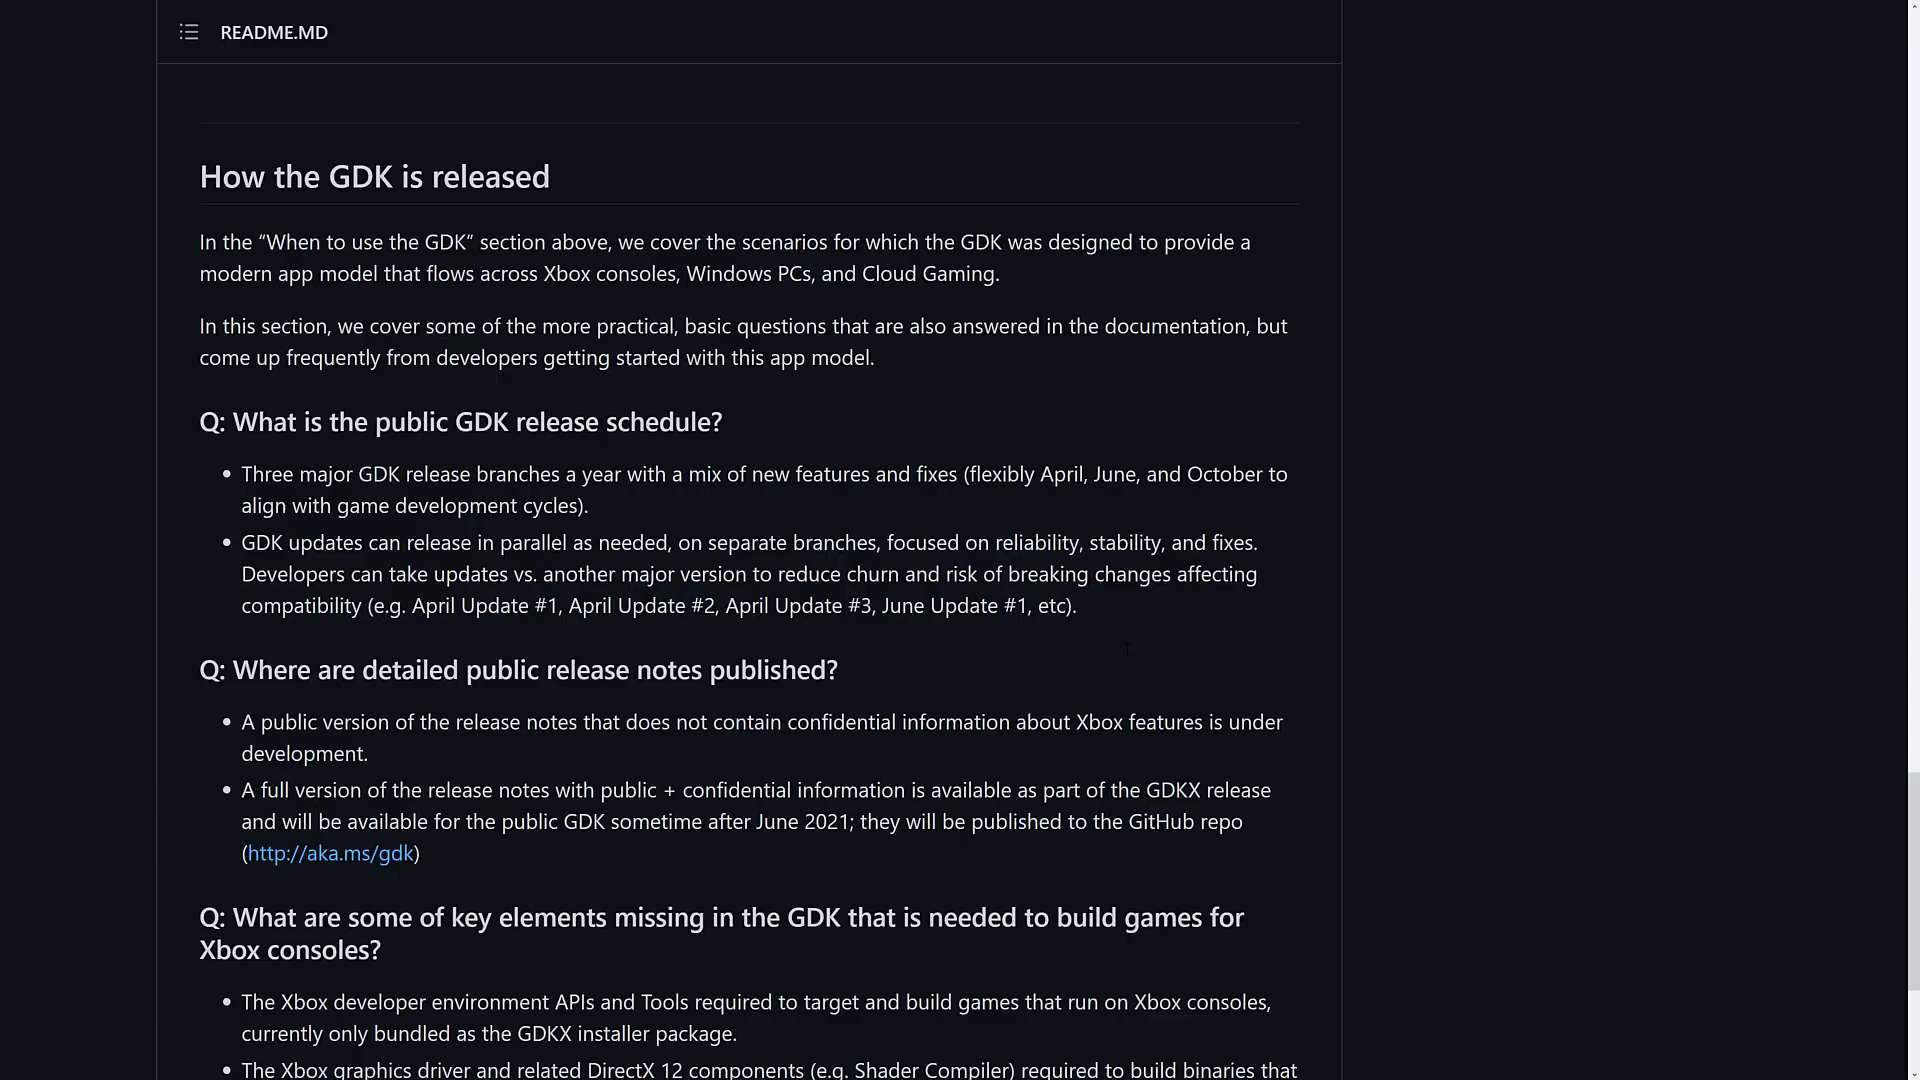 README.MD
How the GDK is released
In the “When to use the GDK“ section above, we cover the scenarios for which the GDK was designed to provide a
modern app model that flows across Xbox consoles, Windows PCs, and Cloud Gaming.
In this section, we cover some of the more practical, basic questions that are also answered in the documentation, but
come up frequently from developers getting started with this app model.
Q: What is the public GDK release schedule?
• Three major GDK release branches a year with a mix of new features and fixes (flexibly April, June, and October to
align with game development cycles).
• GDK updates can release in parallel as needed, on separate branches, focused on reliability, stability, and fixes.
Developers can take updates vs. another major version to reduce churn and risk of breaking changes affecting
compatibility (e.g. April Update #1, April Update #2, April Update #3, June Update #1, etc).
Q: Where are detailed public release notes published?
• A public version of the release notes that does not contain confidential information about Xbox features is under
development.
• A full version of the release notes with public + confidential information is available as part of the GDKX release
and will be available for the public GDK sometime after June 2021; they will be published to the GitHub repo
(http://aka.ms/gdk)
Q: What are some of key elements missing in the GDK that is needed to build games for
Xbox consoles?
• The Xbox developer environment APIs and Tools required to target and build games that run on Xbox consoles,
currently only bundled as the GDKX installer package.
• The Xbox graphics driver and related DirectX 12 components (e.g. Shader Compiler) required to build binaries that